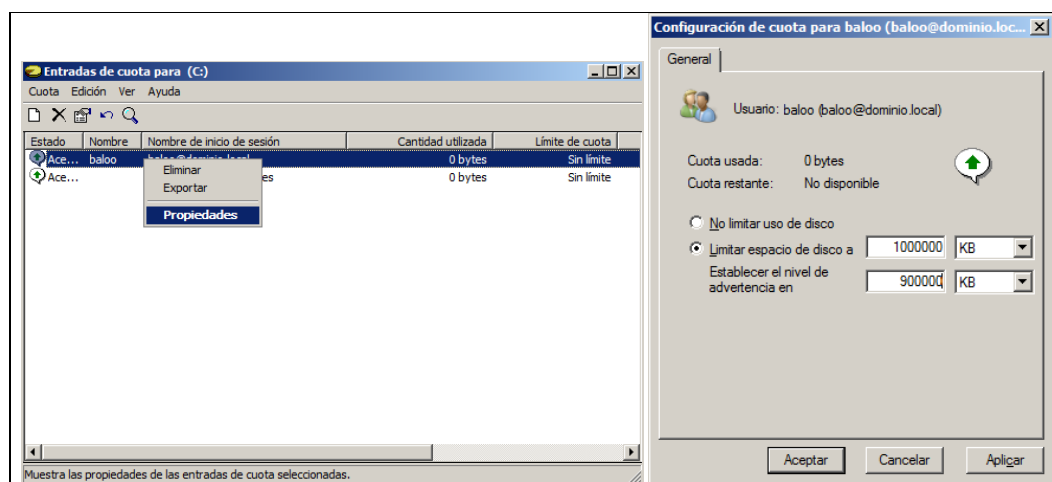 Entradas de cuota para (C:)
Cuota Edición Ver Ayuda
Estado Nombre Nombre de inicio de sesión Cantidad utilizada Límite de cuota
Ace... baloo baloo@dominio.local 0 bytes Sin límite
Ace... es 0 bytes Sin límite
Eliminar
Exportar
Propiedades
Muestra las propiedades de las entradas de cuota seleccionadas.
Configuración de cuota para baloo (baloo@dominio.loc...
General
Usuario: baloo (baloo@dominio.local)
Cuota usada: 0 bytes
Cuota restante: No disponible
No limitar uso de disco
Limitar espacio de disco a 1000000 KB
Establecer el nivel de
advertencia en 900000 KB
Aceptar Cancelar Aplicar